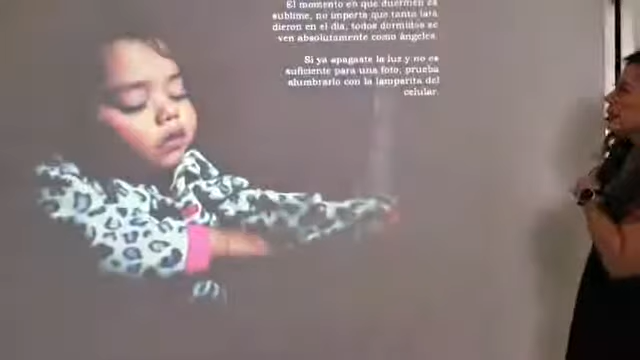 El momento en que duermen es
sublime, no importa que tanta lata
dieron en el día, todos dormidos se
ven absolutamente como ángeles.
Si ya apagaste la luz y no es
suficiente para una foto, prueba
alumbrarlo con la lamparita del
celular.